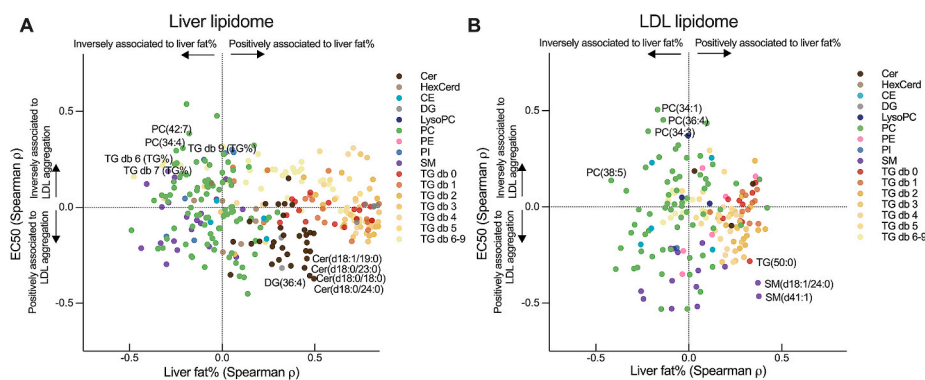 A
Liver lipidome
Inversely associated to liver fat%
Positively associated to liver fat%
EC50 (Spearman ρ)
Inversely associated to
LDL aggregation
Positively associated to
LDL aggregation
0.5
0.0
-0.5
PC(42:7)
PC(34:4)
TG db 9 (TG%)
TG db 6 (TG%)
TG db 7 (TG%)
Cer(d18:1/19:0)
Cer(d18:0/23:0)
DG(36:4)
Cer(d18:0/18:0)
Cer(d18:0/24:0)
-0.5
0.0
0.5
Liver fat% (Spearman ρ)
Cer
HexCerd
CE
DG
LysoPC
PC
PE
PI
SM
TG db 0
TG db 1
TG db 2
TG db 3
TG db 4
TG db 5
TG db 6-9
B
LDL lipidome
Inversely associated to liver fat%
Positively associated to liver fat%
EC50 (Spearman ρ)
Inversely associated to
LDL aggregation
Positively associated to
LDL aggregation
0.5
0.0
-0.5
PC(34:1)
PC(36:4)
PC(34:3)
PC(38:5)
TG(50:0)
SM(d18:1/24:0)
SM(d41:1)
-0.5
0.0
0.5
Liver fat% (Spearman ρ)
Cer
HexCerd
CE
DG
LysoPC
PC
PE
PI
SM
TG db 0
TG db 1
TG db 2
TG db 3
TG db 4
TG db 5
TG db 6-9